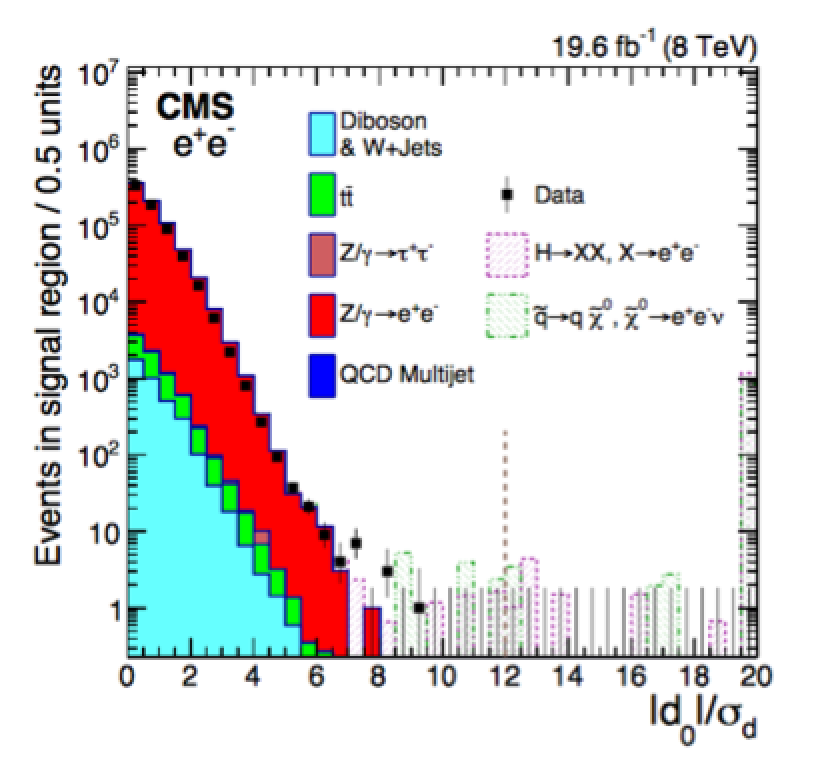 19.6 fb⁻¹ (8 TeV)
Events in signal region / 0.5 units
10⁷
10⁶
10⁵
10⁴
10³
10²
10
1
CMS
e⁺e⁻
Diboson
& W+Jets
tt̄
Z/γ→τ⁺τ⁻
Z/γ→e⁺e⁻
QCD Multijet
Data
H→XX, X→e⁺e⁻
q̃→q χ̃⁰, χ̃⁰→e⁺e⁻ν
0 2 4 6 8 10 12 14 16 18 20
|d₀|/σ_d